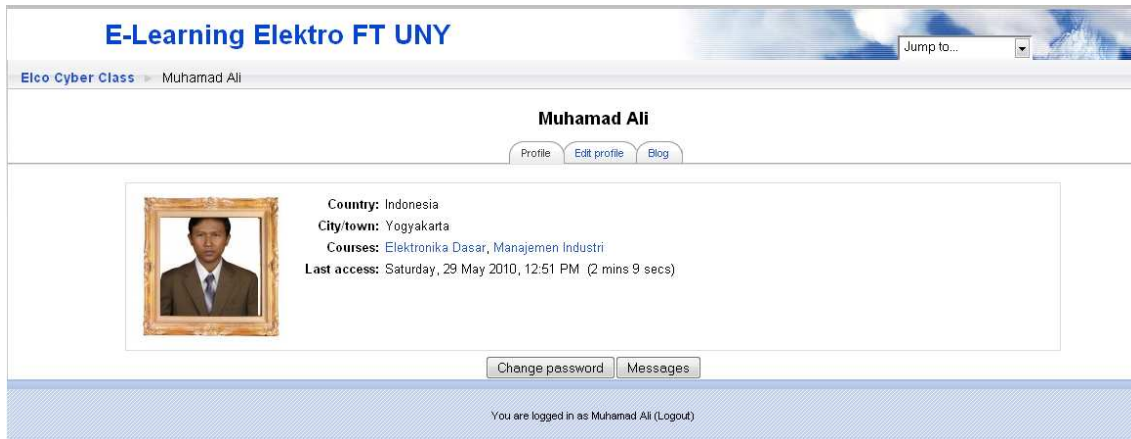 E-Learning Elektro FT UNY
Jump to...
Elco Cyber Class ► Muhamad Ali
Muhamad Ali
Profile Edit profile Blog
Country: Indonesia
City/town: Yogyakarta
Courses: Elektronika Dasar, Manajemen Industri
Last access: Saturday, 29 May 2010, 12:51 PM (2 mins 9 secs)
Change password Messages
You are logged in as Muhamad Ali (Logout)